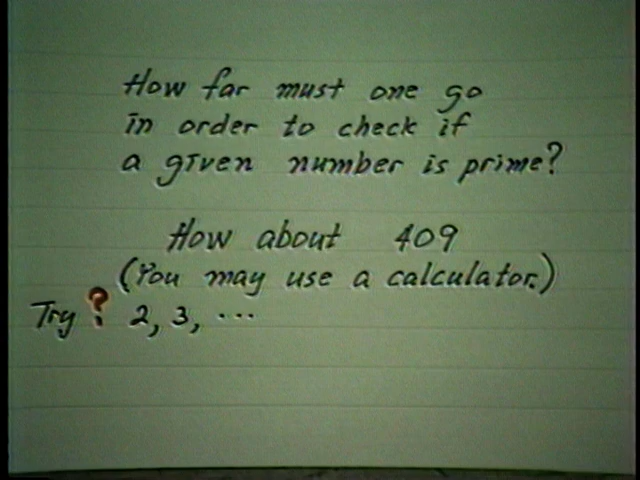 How far must one go
in order to check if
a given number is prime?
How about 409
(You may use a calculator.)
Try ? 2, 3, ...